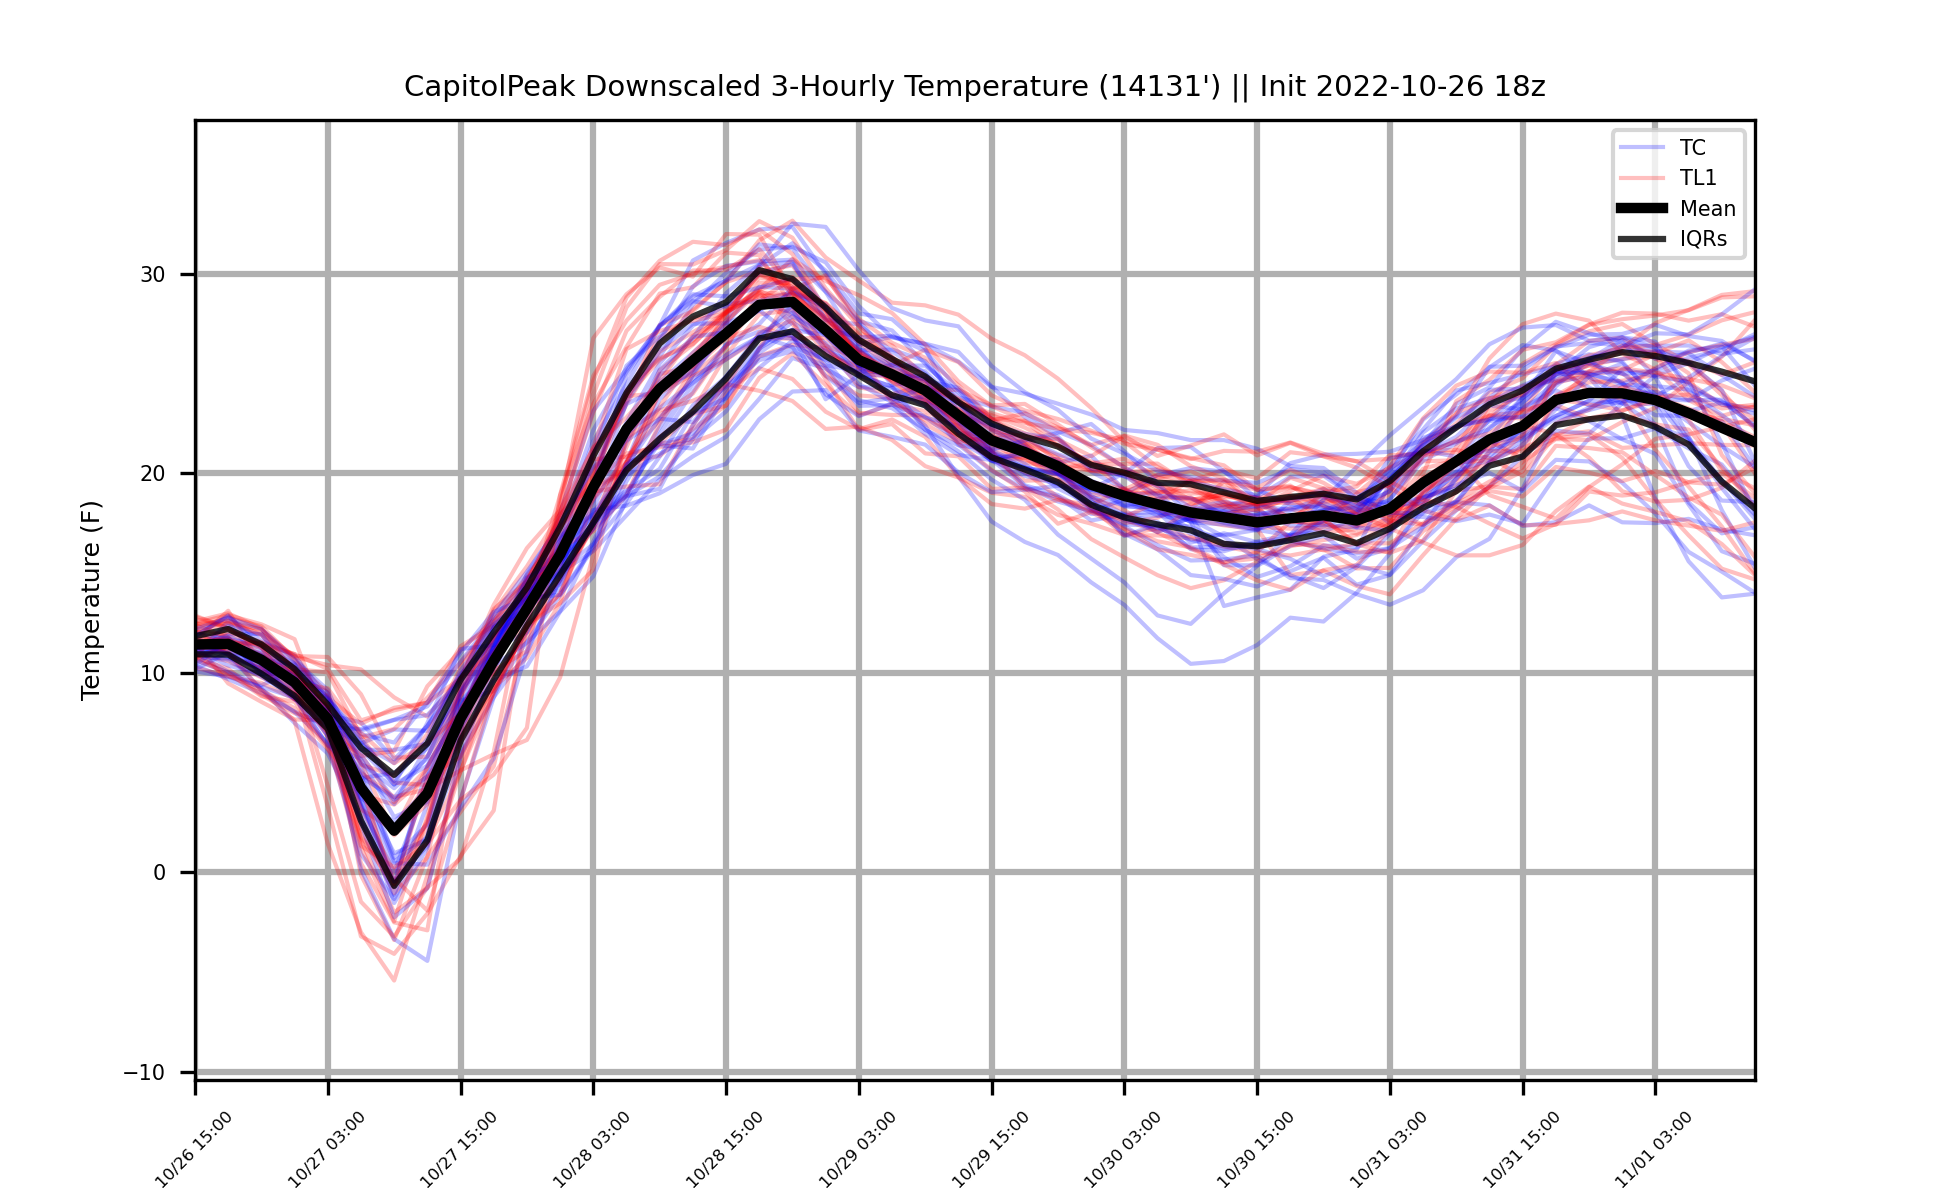 CapitolPeak Downscaled 3-Hourly Temperature (14131') || Init 2022-10-26 18z
TC
TL1
Mean
IQRs
Temperature (F)
30
20
10
0
−10
10/26 15:00
10/27 03:00
10/27 15:00
10/28 03:00
10/28 15:00
10/29 03:00
10/29 15:00
10/30 03:00
10/30 15:00
10/31 03:00
10/31 15:00
11/01 03:00